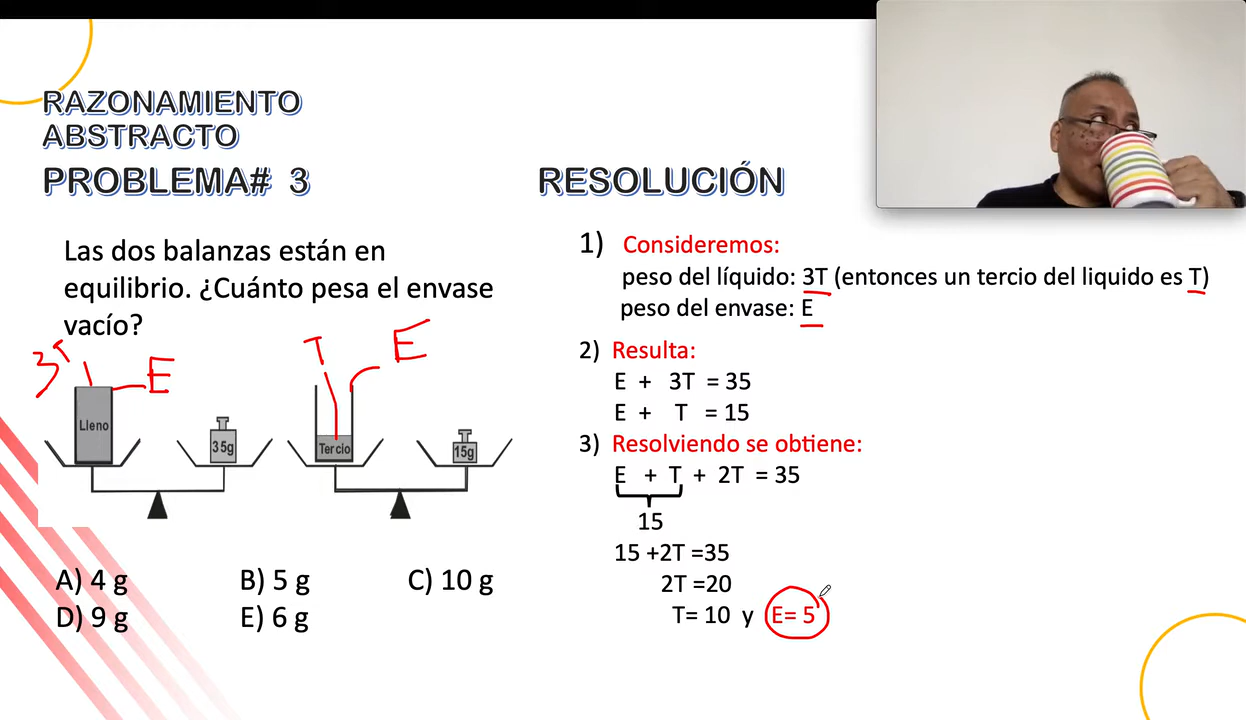 RAZONAMIENTO
ABSTRACTO
PROBLEMA# 3
Las dos balanzas están en
equilibrio. ¿Cuánto pesa el envase
vacío?
3T
E
T
E
Lleno
35g
Tercio
15g
A) 4 g
B) 5 g
C) 10 g
D) 9 g
E) 6 g
RESOLUCIÓN
1) Consideremos:
peso del líquido: 3T (entonces un tercio del liquido es T)
peso del envase: E
2) Resulta:
E + 3T = 35
E + T = 15
3) Resolviendo se obtiene:
E + T + 2T = 35
15
15 +2T =35
2T =20
T= 10 y E= 5